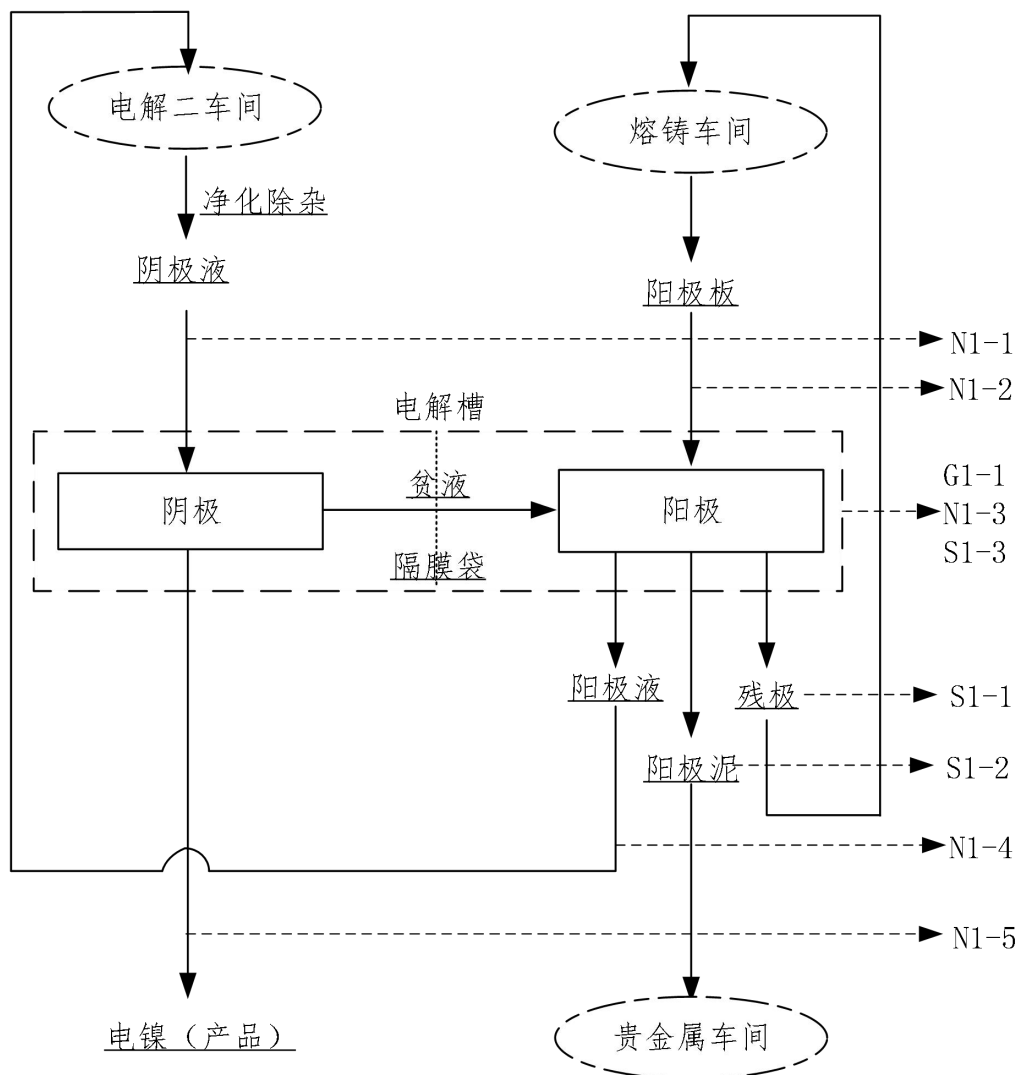 电解二车间
熔铸车间
净化除杂
阴极液
阳极板
N1-1
N1-2
电解槽
阴极
贫液
阳极
隔膜袋
G1-1
N1-3
S1-3
阳极液
残极
S1-1
阳极泥
S1-2
N1-4
N1-5
电镍（产品）
贵金属车间